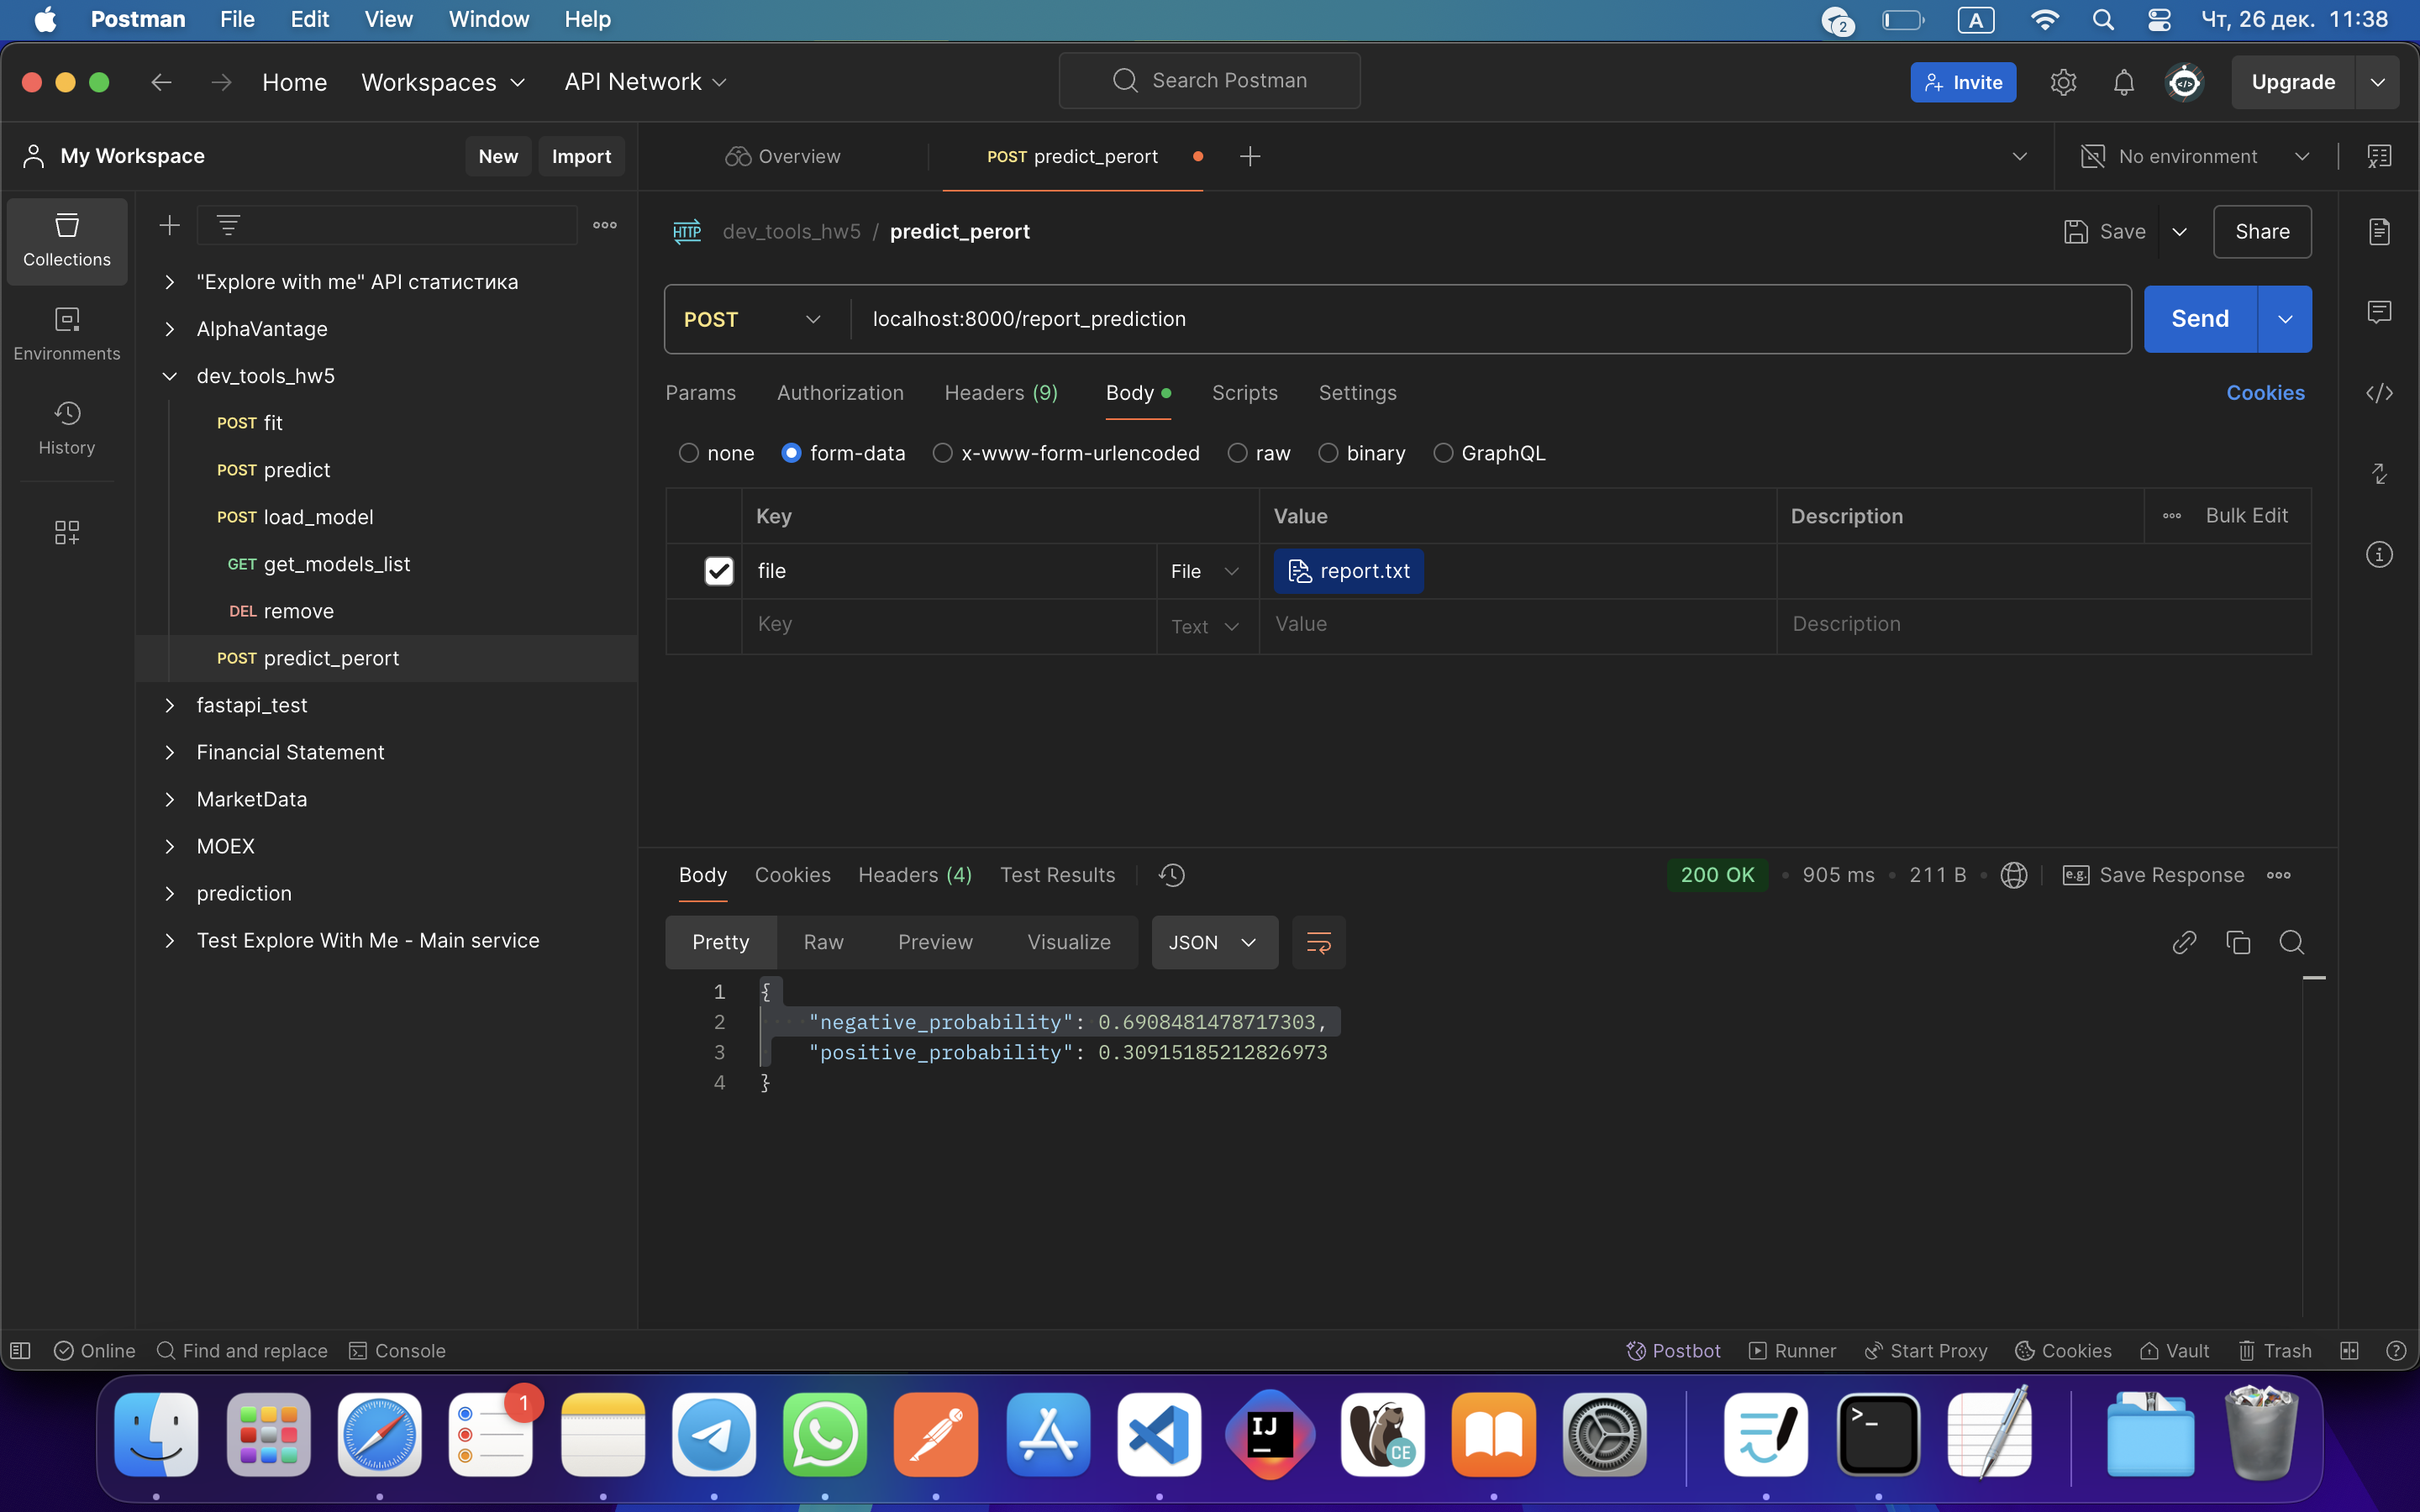 Postman File Edit View Window Help
2 A Чт, 26 дек. 11:38
Home Workspaces API Network
Search Postman
Invite Upgrade
My Workspace New Import
Overview POST predict_perort No environment
Collections
Environments
History
"Explore with me" API статистика
AlphaVantage
dev_tools_hw5
POST fit
POST predict
POST load_model
GET get_models_list
DEL remove
POST predict_perort
fastapi_test
Financial Statement
MarketData
MOEX
prediction
Test Explore With Me - Main service
HTTP dev_tools_hw5 / predict_perort Save Share
POST localhost:8000/report_prediction Send
Params Authorization Headers (9) Body Scripts Settings Cookies
none form-data x-www-form-urlencoded raw binary GraphQL
Key Value Description Bulk Edit
file File report.txt
Key Text Value Description
Body Cookies Headers (4) Test Results 200 OK • 905 ms • 211 B • e.g. Save Response
Pretty Raw Preview Visualize JSON
1 {
2 "negative_probability": 0.6908481478717303,
3 "positive_probability": 0.30915185212826973
4 }
Online Find and replace Console Postbot Runner Start Proxy Cookies Vault Trash
1
IJ
CE
>_